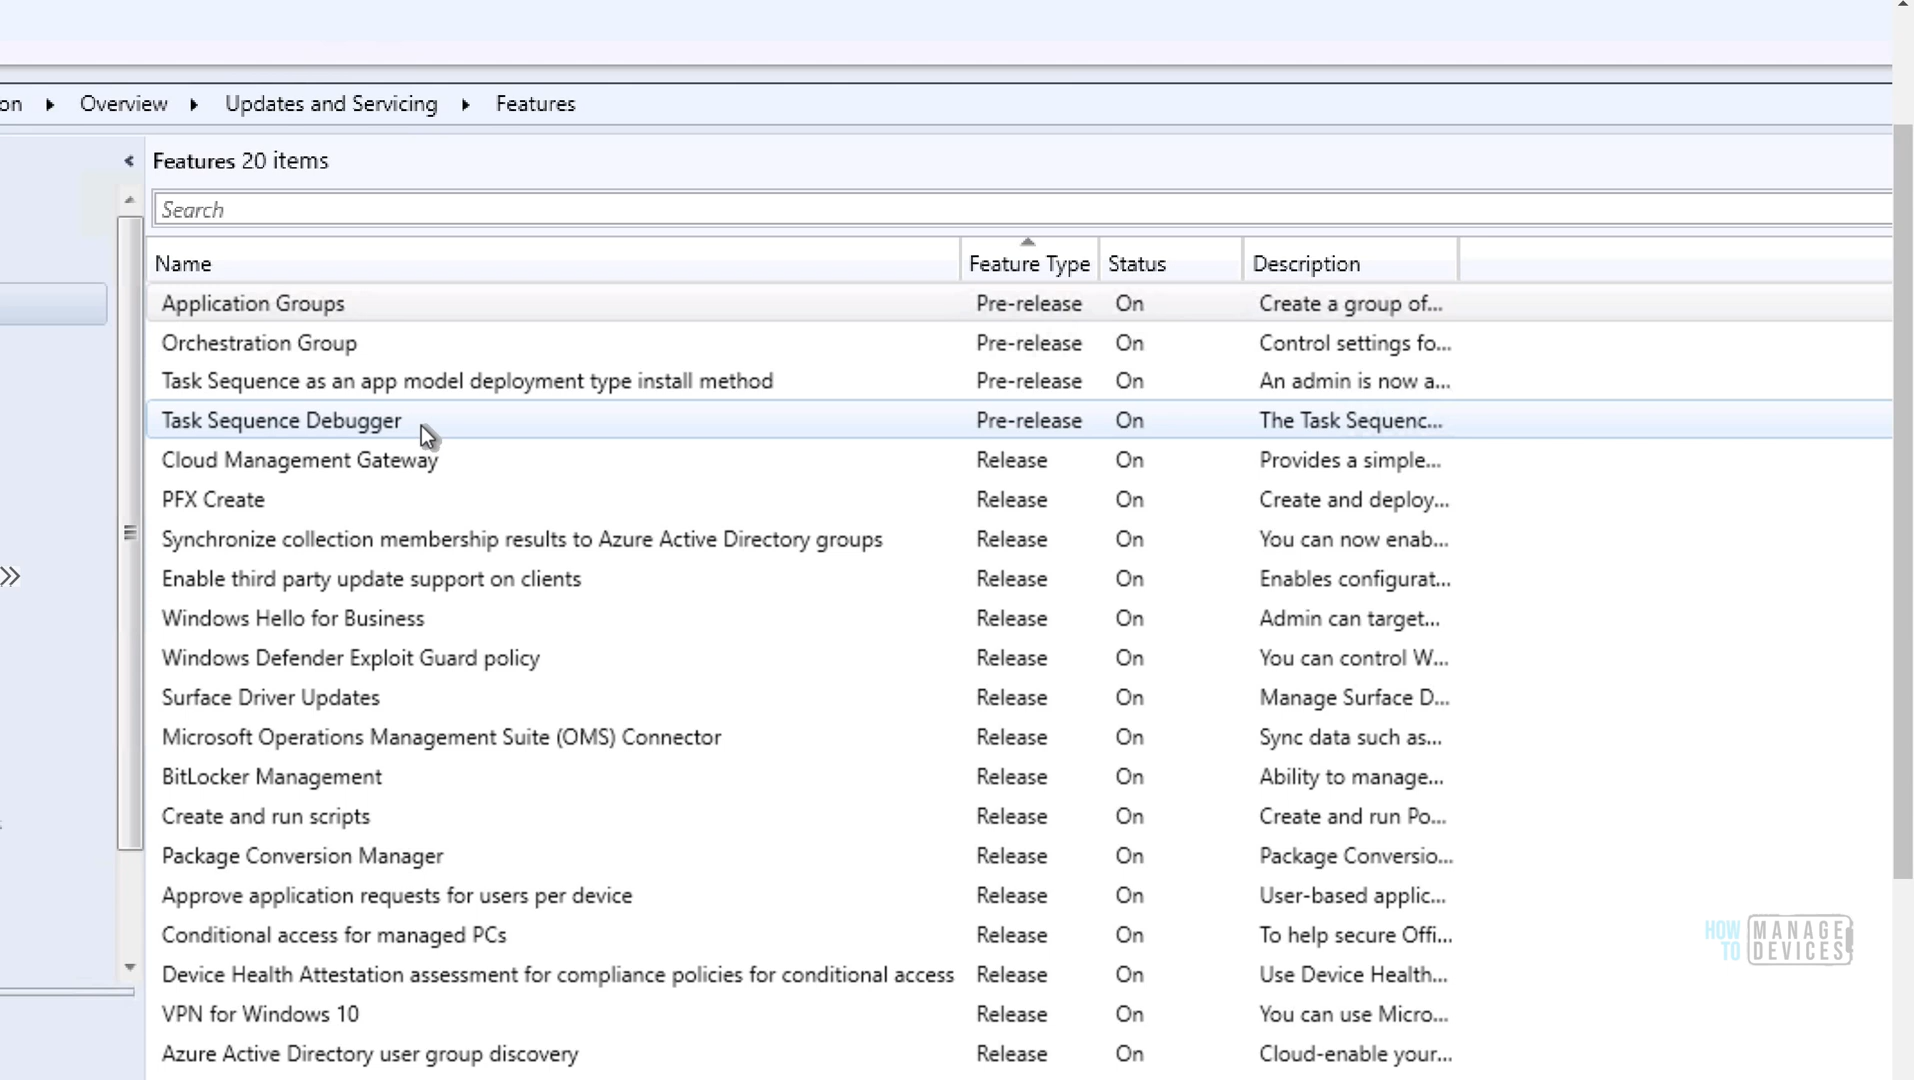 on ▸ Overview ▸ Updates and Servicing ▸ Features
Features 20 items
Search
Name Feature Type Status Description
Application Groups Pre-release On Create a group of...
Orchestration Group Pre-release On Control settings fo...
Task Sequence as an app model deployment type install method Pre-release On An admin is now a...
Task Sequence Debugger Pre-release On The Task Sequenc...
Cloud Management Gateway Release On Provides a simple...
PFX Create Release On Create and deploy...
Synchronize collection membership results to Azure Active Directory groups Release On You can now enab...
Enable third party update support on clients Release On Enables configurat...
Windows Hello for Business Release On Admin can target...
Windows Defender Exploit Guard policy Release On You can control W...
Surface Driver Updates Release On Manage Surface D...
Microsoft Operations Management Suite (OMS) Connector Release On Sync data such as...
BitLocker Management Release On Ability to manage...
Create and run scripts Release On Create and run Po...
Package Conversion Manager Release On Package Conversio...
Approve application requests for users per device Release On User-based applic...
Conditional access for managed PCs Release On To help secure Offi...
Device Health Attestation assessment for compliance policies for conditional access Release On Use Device Health...
VPN for Windows 10 Release On You can use Micro...
Azure Active Directory user group discovery Release On Cloud-enable your...
HOW TO MANAGE DEVICES